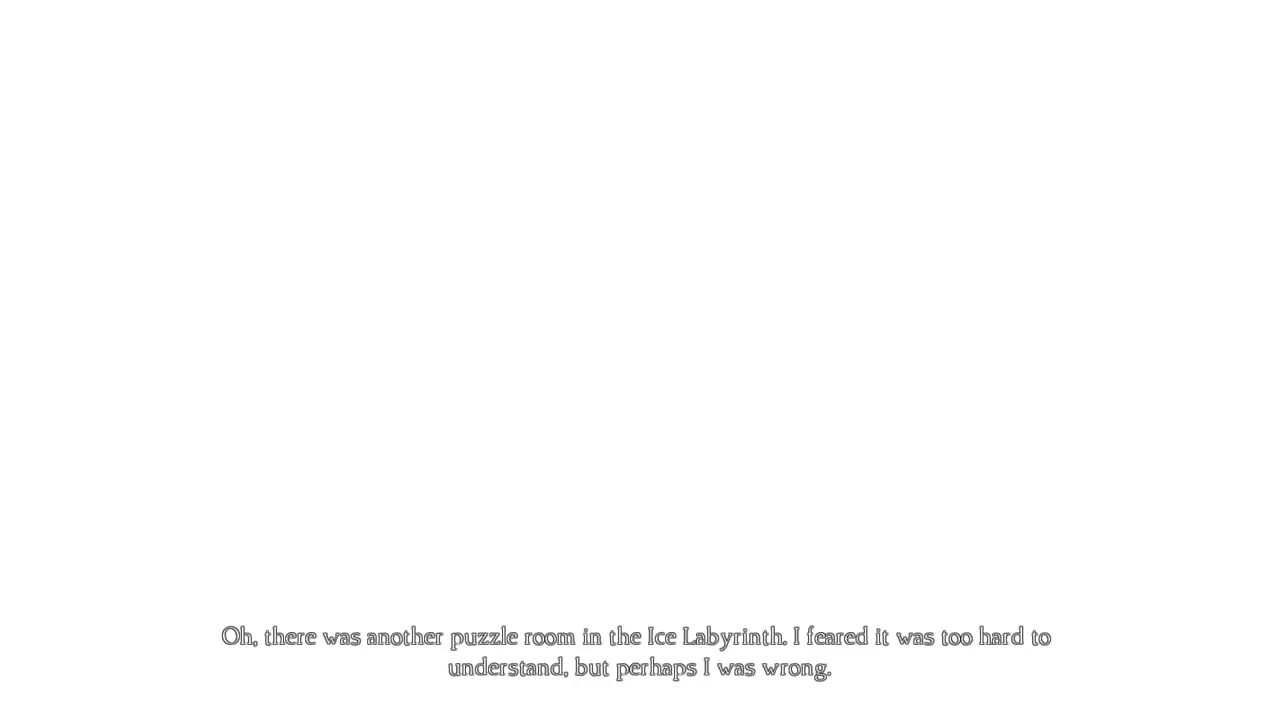 Oh, there was another puzzle room in the Ice Labyrinth. I feared it was too hard to
understand, but perhaps I was wrong.